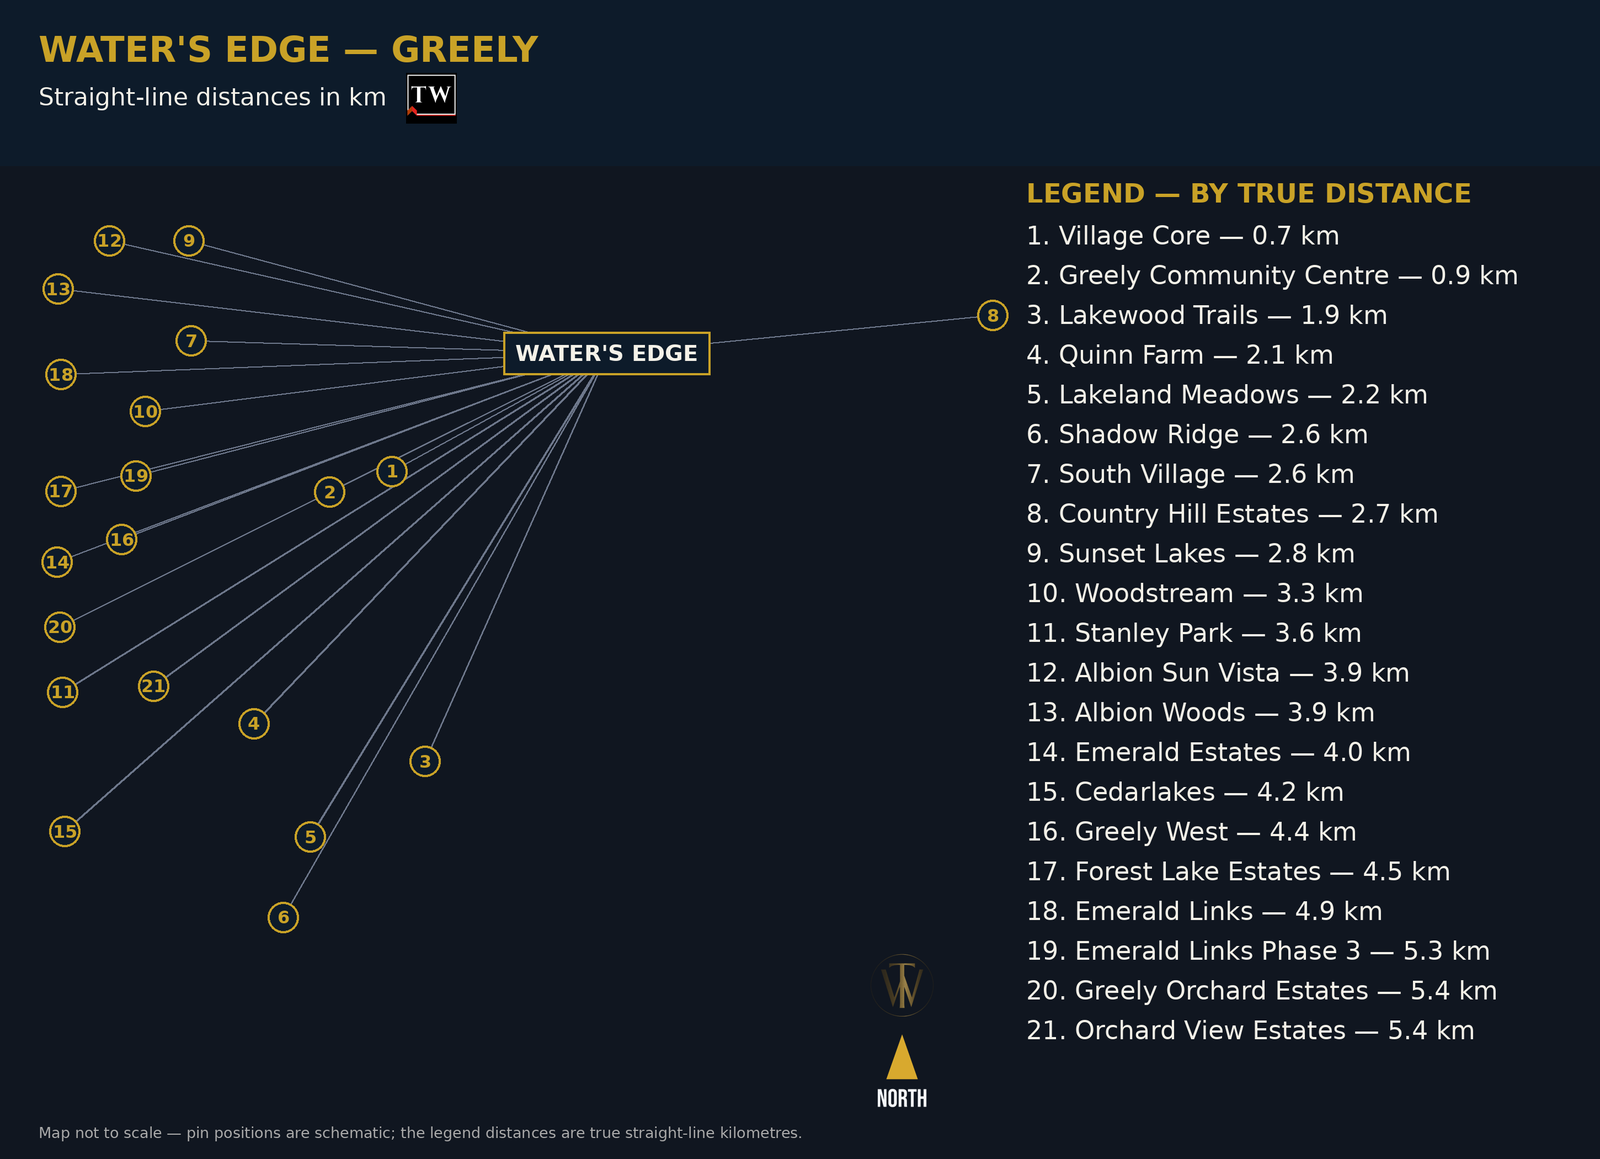 WATER'S EDGE — GREELY
Straight-line distances in km
TW
LEGEND — BY TRUE DISTANCE
1. Village Core — 0.7 km
2. Greely Community Centre — 0.9 km
3. Lakewood Trails — 1.9 km
4. Quinn Farm — 2.1 km
5. Lakeland Meadows — 2.2 km
6. Shadow Ridge — 2.6 km
7. South Village — 2.6 km
8. Country Hill Estates — 2.7 km
9. Sunset Lakes — 2.8 km
10. Woodstream — 3.3 km
11. Stanley Park — 3.6 km
12. Albion Sun Vista — 3.9 km
13. Albion Woods — 3.9 km
14. Emerald Estates — 4.0 km
15. Cedarlakes — 4.2 km
16. Greely West — 4.4 km
17. Forest Lake Estates — 4.5 km
18. Emerald Links — 4.9 km
19. Emerald Links Phase 3 — 5.3 km
20. Greely Orchard Estates — 5.4 km
21. Orchard View Estates — 5.4 km
12
9
13
8
7
WATER'S EDGE
18
10
1
19
17
2
16
14
20
21
11
4
3
15
5
6
TW
NORTH
Map not to scale — pin positions are schematic; the legend distances are true straight-line kilometres.